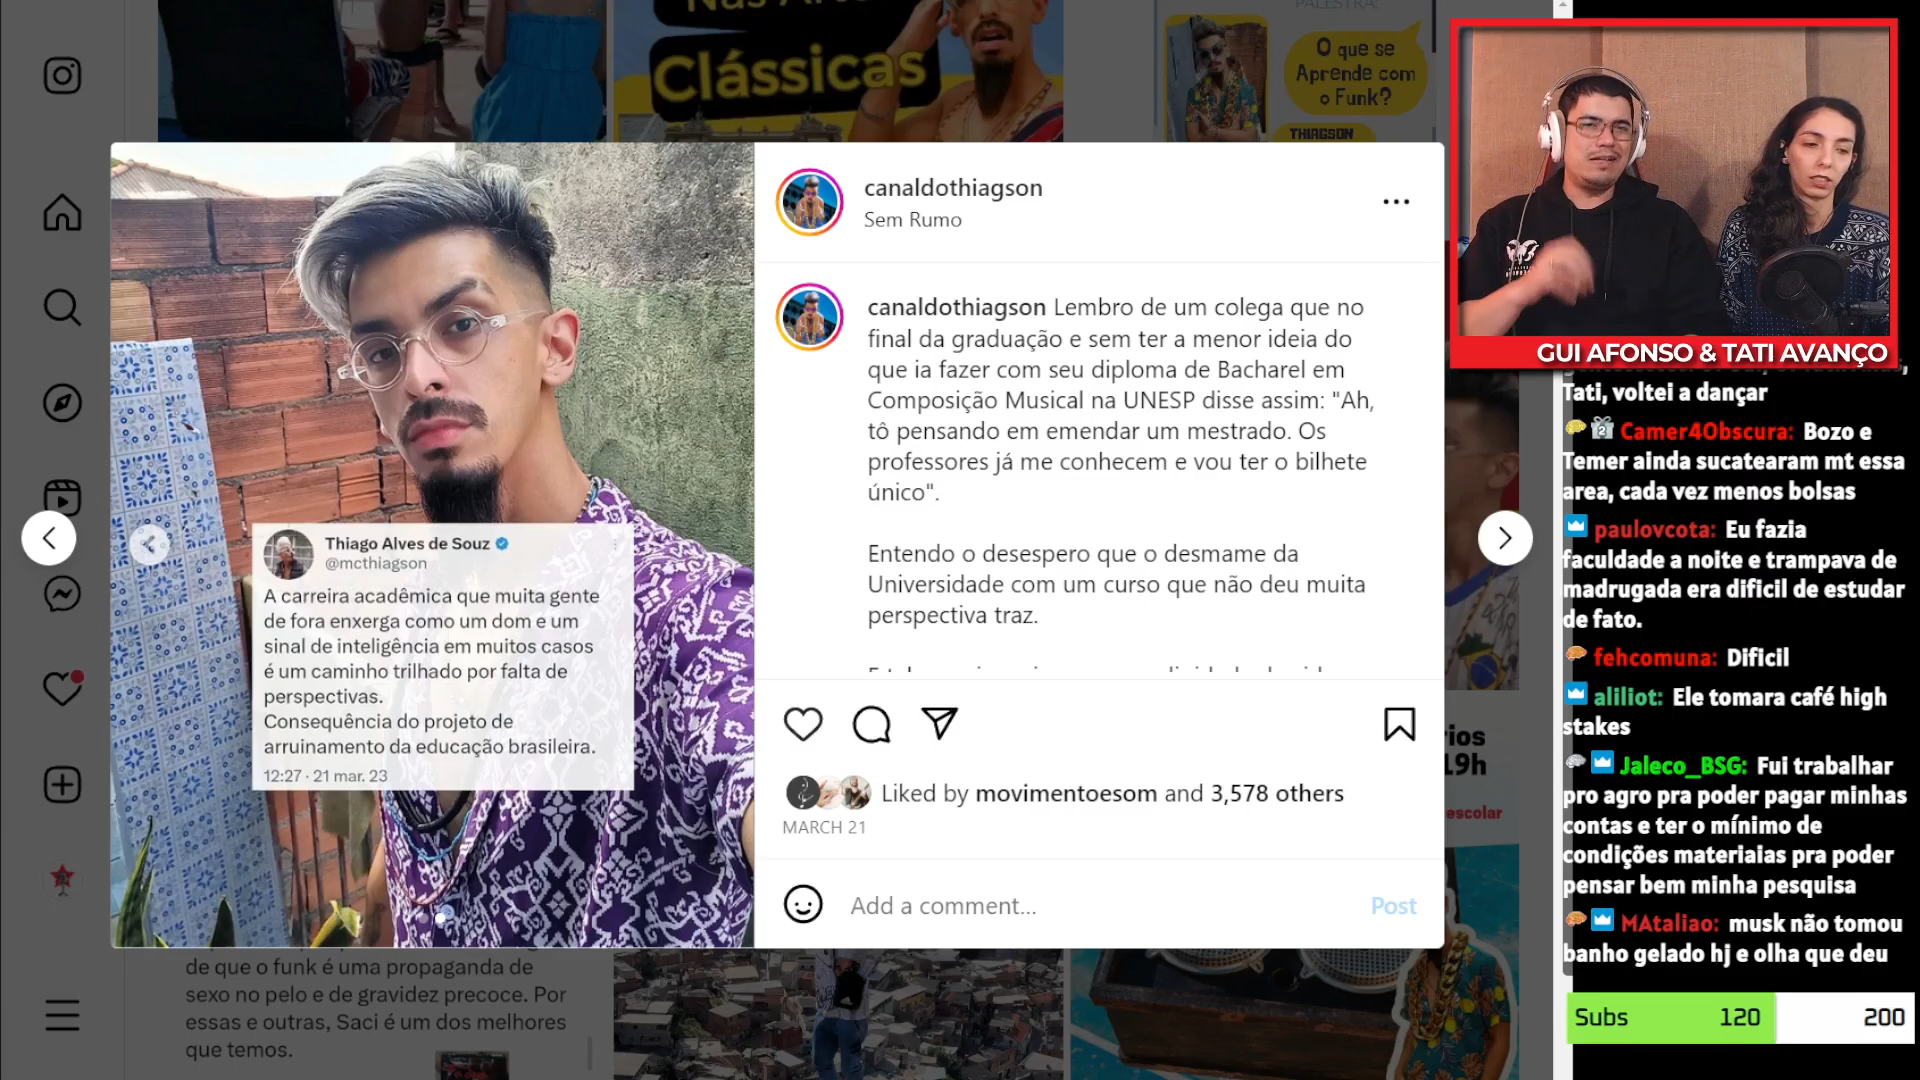 Clássicas
PALESTRA:
O que se
Aprende com
o Funk?
THIAGSON
canaldothiagson
Sem Rumo
canaldothiagson Lembro de um colega que no
final da graduação e sem ter a menor ideia do
que ia fazer com seu diploma de Bacharel em
Composição Musical na UNESP disse assim: "Ah,
tô pensando em emendar um mestrado. Os
professores já me conhecem e vou ter o bilhete
único".
Entendo o desespero que o desmame da
Universidade com um curso que não deu muita
perspectiva traz.
Thiago Alves de Souz
@mcthiagson
A carreira acadêmica que muita gente
de fora enxerga como um dom e um
sinal de inteligência em muitos casos
é um caminho trilhado por falta de
perspectivas.
Consequência do projeto de
arruinamento da educação brasileira.
12:27 · 21 mar. 23
Liked by movimentoesom and 3,578 others
MARCH 21
Add a comment...
Post
19h
escolar
de que o funk é uma propaganda de
sexo no pelo e de gravidez precoce. Por
essas e outras, Saci é um dos melhores
que temos.
GUI AFONSO & TATI AVANÇO
Tati, voltei a dançar
Camer4Obscura: Bozo e
Temer ainda sucatearam mt essa
area, cada vez menos bolsas
paulovcota: Eu fazia
faculdade a noite e trampava de
madrugada era dificil de estudar
de fato.
fehcomuna: Dificil
aliliot: Ele tomara café high
stakes
Jaleco_BSG: Fui trabalhar
pro agro pra poder pagar minhas
contas e ter o mínimo de
condições materiaias pra poder
pensar bem minha pesquisa
MAtaliao: musk não tomou
banho gelado hj e olha que deu
Subs 120 200